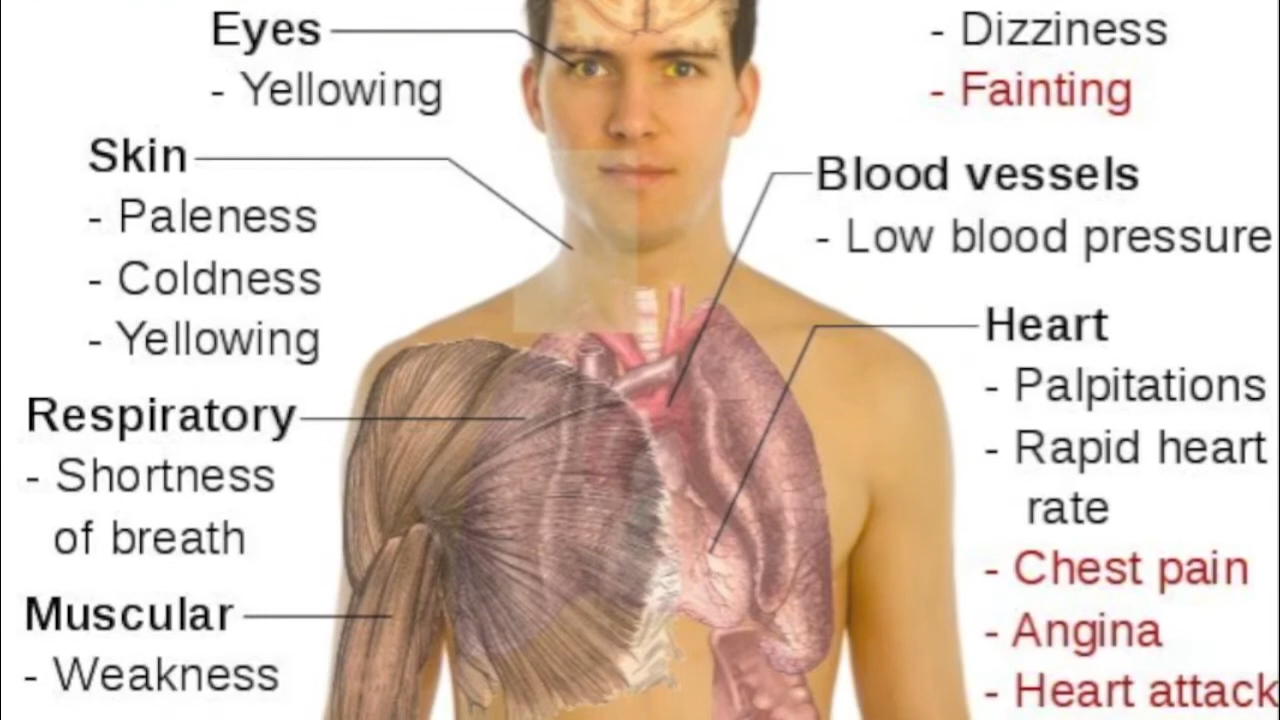 Eyes
- Yellowing
Skin
- Paleness
- Coldness
- Yellowing
Respiratory
- Shortness
of breath
Muscular
- Weakness
- Dizziness
- Fainting
Blood vessels
- Low blood pressure
Heart
- Palpitations
- Rapid heart
rate
- Chest pain
- Angina
- Heart attack